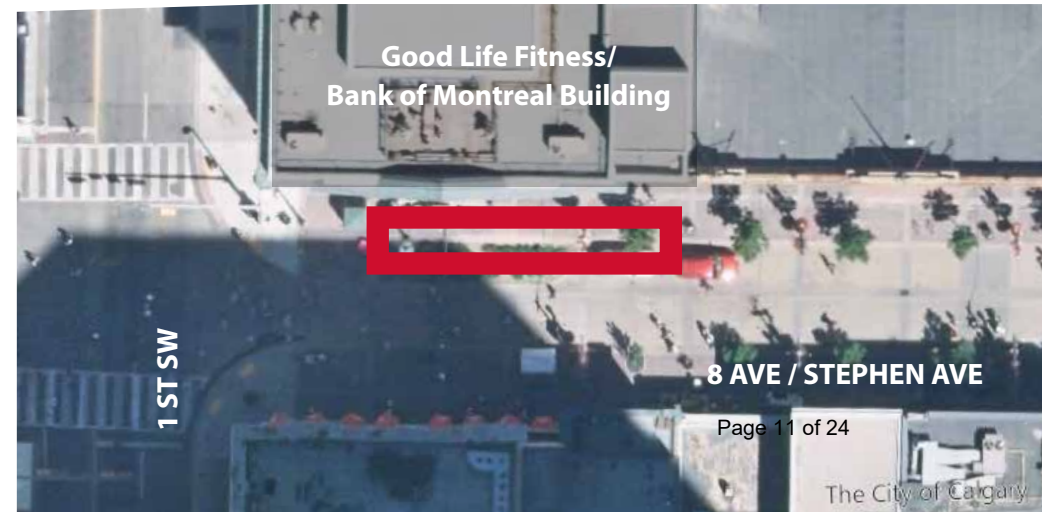 Good Life Fitness/
Bank of Montreal Building
1 ST SW
8 AVE / STEPHEN AVE
Page 11 of 24
The City of Calgary